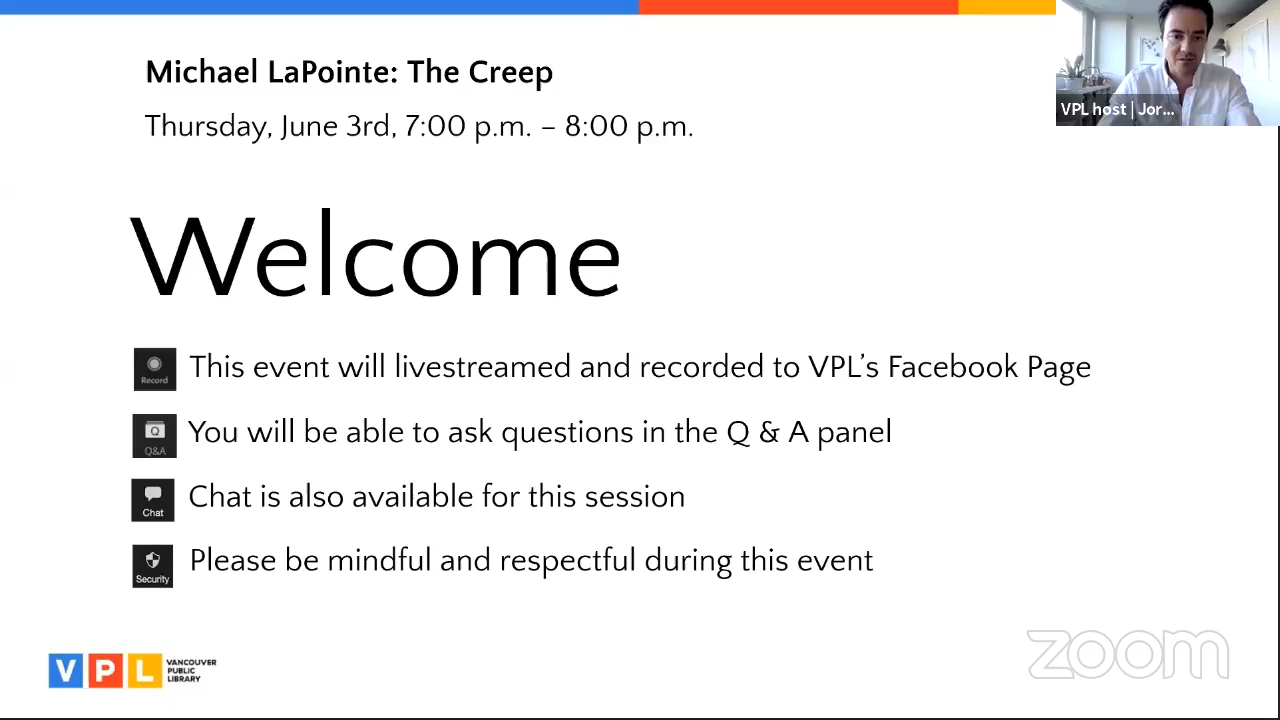 Michael LaPointe: The Creep
VPL host | Jor...
Thursday, June 3rd, 7:00 p.m. – 8:00 p.m.
Welcome
Record
This event will livestreamed and recorded to VPL’s Facebook Page
Q
Q&A
You will be able to ask questions in the Q & A panel
Chat
Chat is also available for this session
Security
Please be mindful and respectful during this event
VPL
VANCOUVER
PUBLIC
LIBRARY
zoom